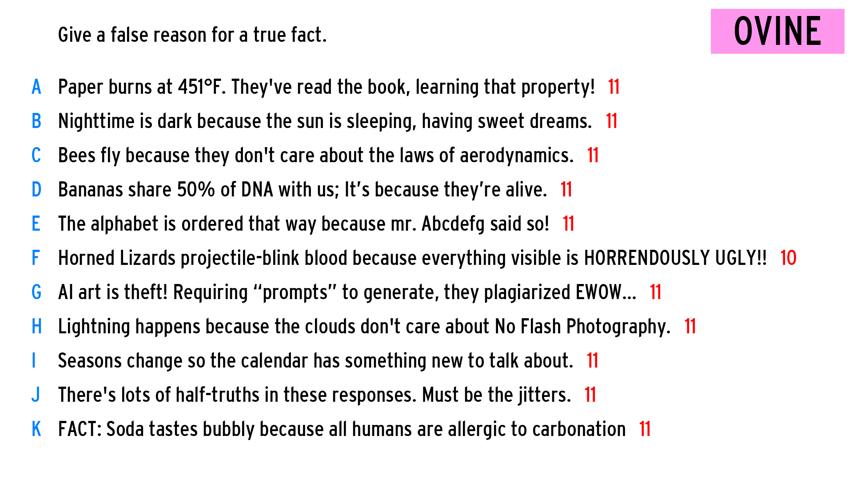 Give a false reason for a true fact.
OVINE
A Paper burns at 451°F. They've read the book, learning that property! 11
B Nighttime is dark because the sun is sleeping, having sweet dreams. 11
C Bees fly because they don't care about the laws of aerodynamics. 11
D Bananas share 50% of DNA with us; It's because they're alive. 11
E The alphabet is ordered that way because mr. Abcdefg said so! 11
F Horned Lizards projectile-blink blood because everything visible is HORRENDOUSLY UGLY!! 10
G AI art is theft! Requiring “prompts” to generate, they plagiarized EWOW... 11
H Lightning happens because the clouds don't care about No Flash Photography. 11
I Seasons change so the calendar has something new to talk about. 11
J There's lots of half-truths in these responses. Must be the jitters. 11
K FACT: Soda tastes bubbly because all humans are allergic to carbonation 11